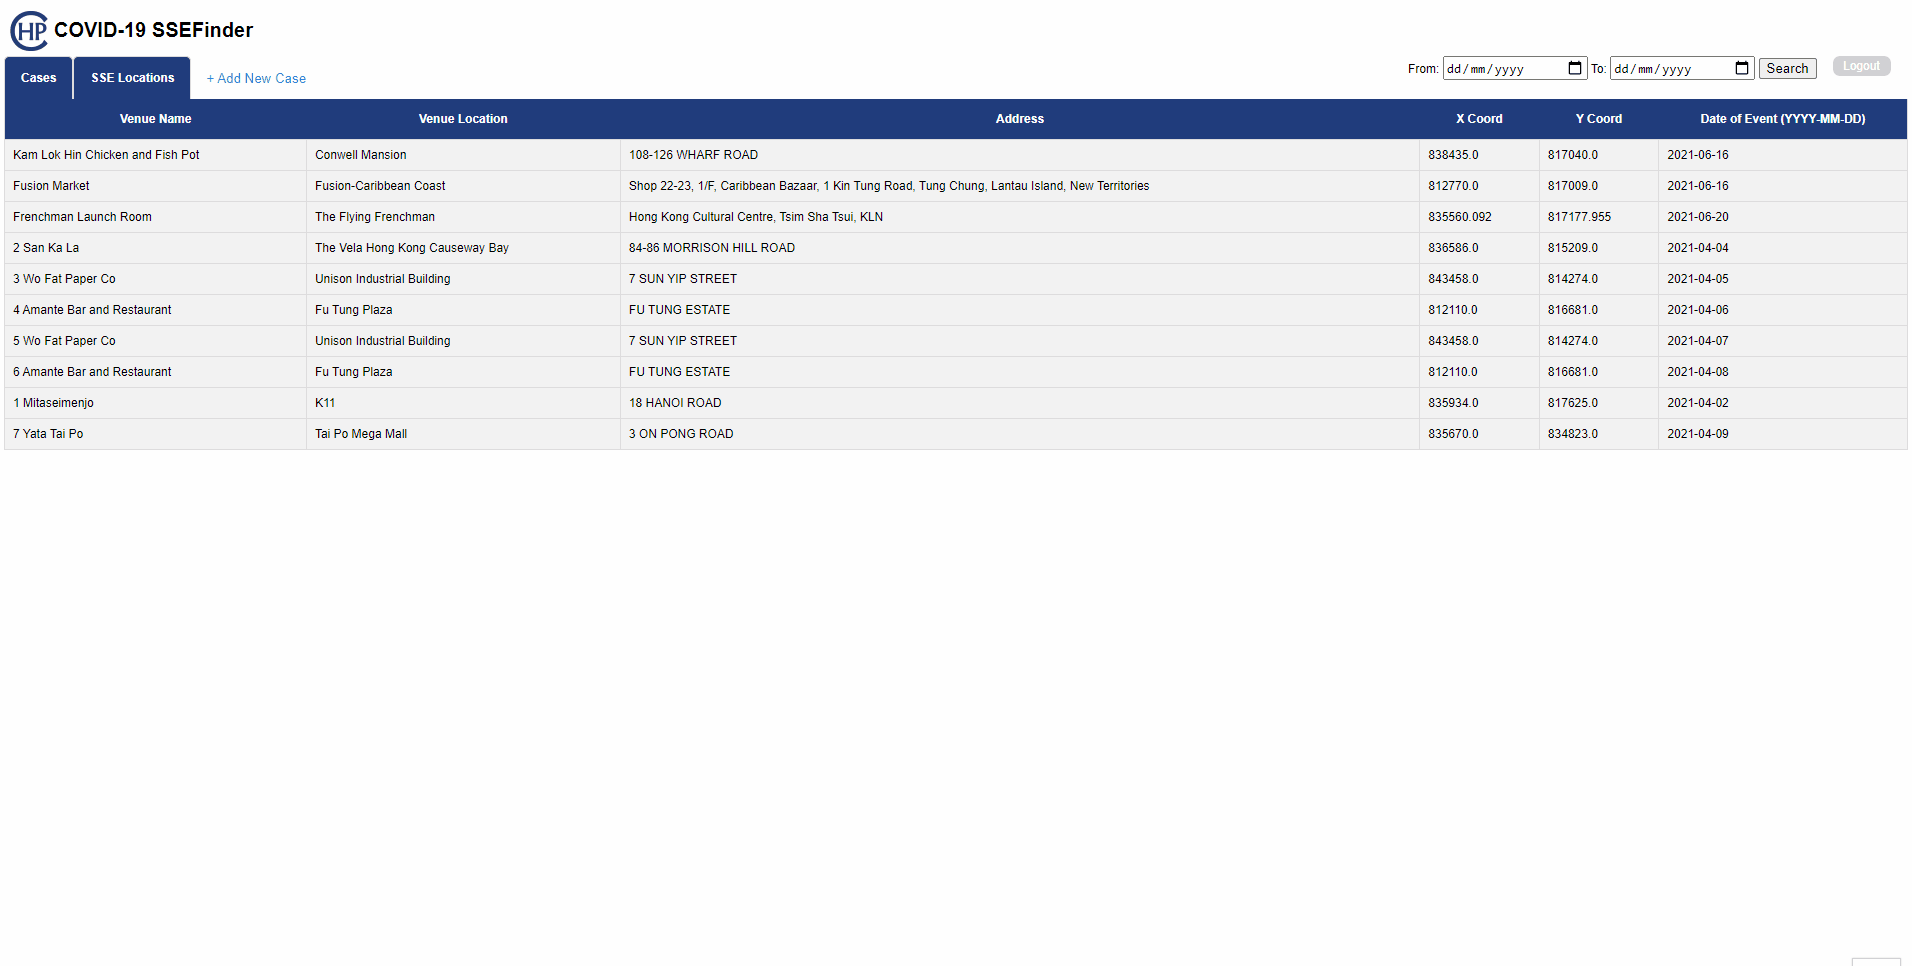 CHP COVID-19 SSEFinder
Cases SSE Locations + Add New Case From: dd/mm/yyyy To: dd/mm/yyyy Search Logout
Venue Name Venue Location Address X Coord Y Coord Date of Event (YYYY-MM-DD)
Kam Lok Hin Chicken and Fish Pot Conwell Mansion 108-126 WHARF ROAD 838435.0 817040.0 2021-06-16
Fusion Market Fusion-Caribbean Coast Shop 22-23, 1/F, Caribbean Bazaar, 1 Kin Tung Road, Tung Chung, Lantau Island, New Territories 812770.0 817009.0 2021-06-16
Frenchman Launch Room The Flying Frenchman Hong Kong Cultural Centre, Tsim Sha Tsui, KLN 835560.092 817177.955 2021-06-20
2 San Ka La The Vela Hong Kong Causeway Bay 84-86 MORRISON HILL ROAD 836586.0 815209.0 2021-04-04
3 Wo Fat Paper Co Unison Industrial Building 7 SUN YIP STREET 843458.0 814274.0 2021-04-05
4 Amante Bar and Restaurant Fu Tung Plaza FU TUNG ESTATE 812110.0 816681.0 2021-04-06
5 Wo Fat Paper Co Unison Industrial Building 7 SUN YIP STREET 843458.0 814274.0 2021-04-07
6 Amante Bar and Restaurant Fu Tung Plaza FU TUNG ESTATE 812110.0 816681.0 2021-04-08
1 Mitaseimenjo K11 18 HANOI ROAD 835934.0 817625.0 2021-04-02
7 Yata Tai Po Tai Po Mega Mall 3 ON PONG ROAD 835670.0 834823.0 2021-04-09